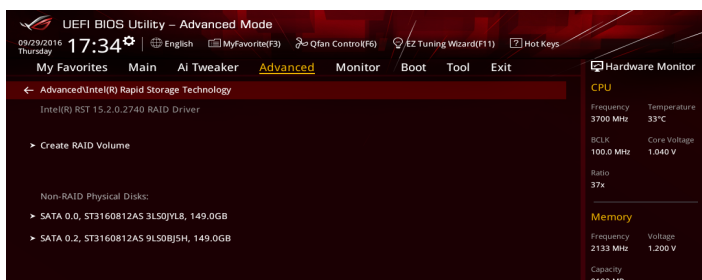 UEFI BIOS Utility – Advanced Mode
09/29/2016 Thursday 17:34 English MyFavorite(F3) Qfan Control(F6) EZ Tuning Wizard(F11) ? Hot Keys
My Favorites Main Ai Tweaker Advanced Monitor Boot Tool Exit
← Advanced\Intel(R) Rapid Storage Technology
Intel(R) RST 15.2.0.2740 RAID Driver
> Create RAID Volume
Non-RAID Physical Disks:
> SATA 0.0, ST3160812AS 3LS0JYL8, 149.0GB
> SATA 0.2, ST3160812AS 9LS0BJ5H, 149.0GB
Hardware Monitor
CPU
Frequency Temperature
3700 MHz 33°C
BCLK Core Voltage
100.0 MHz 1.040 V
Ratio
37x
Memory
Frequency Voltage
2133 MHz 1.200 V
Capacity